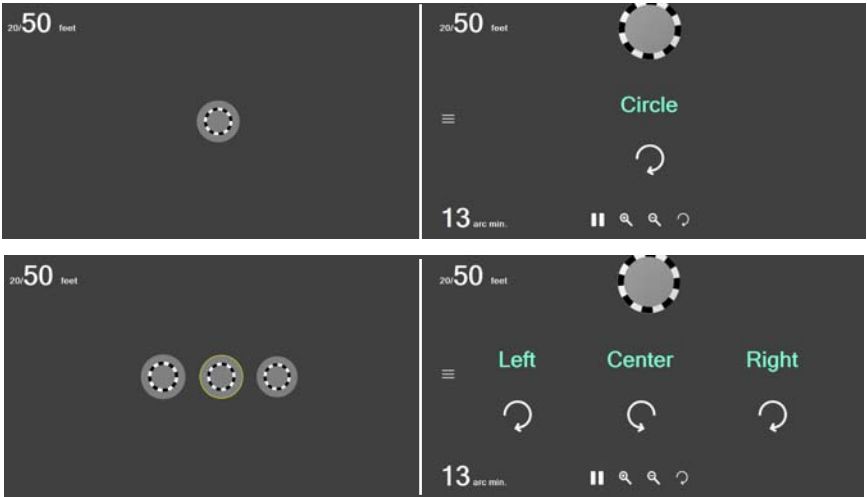 20/50 feet
20/50 feet
Circle
13 arc min.
20/50 feet
20/50 feet
Left Center Right
13 arc min.